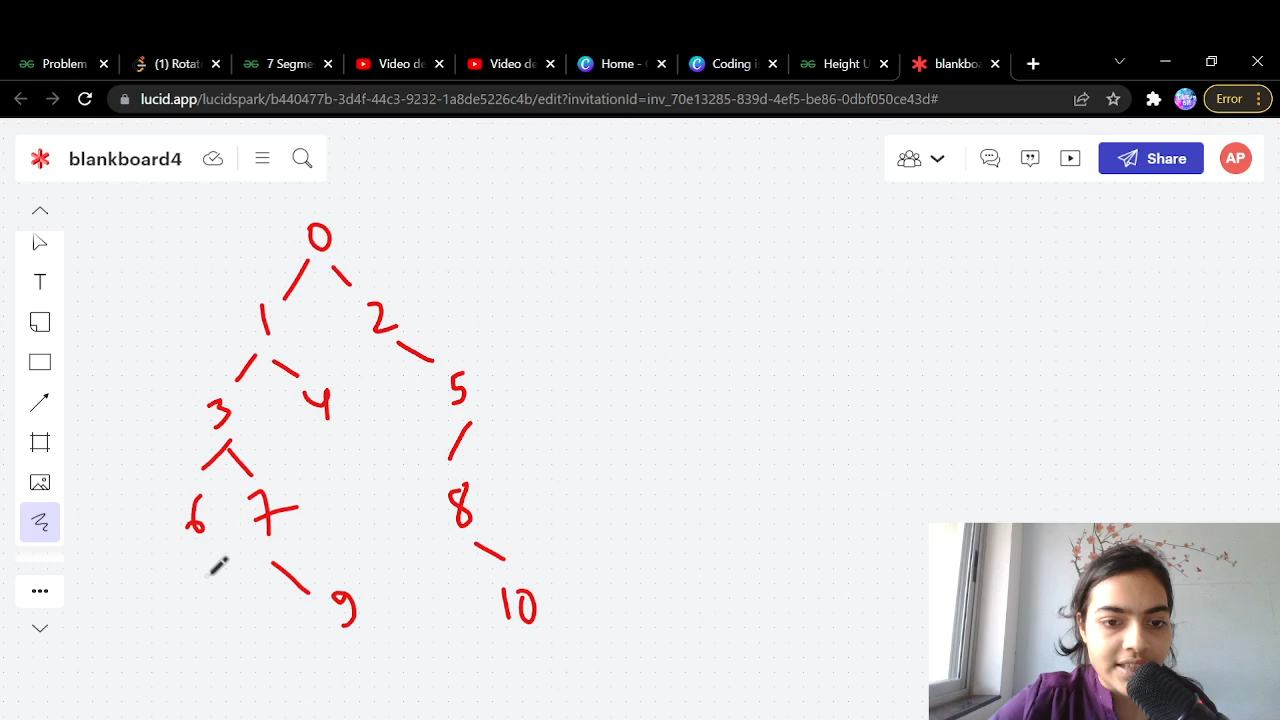 Problem (1) Rotat 7 Segme Video de Video de Home - Coding is Height U blankboa
lucid.app/lucidspark/b440477b-3d4f-44c3-9232-1a8de5226c4b/edit?invitationId=inv_70e13285-839d-4ef5-be86-0dbf050ce43d# Error
blankboard4 Share AP
T
0
1 2
3 4 5
6 7 8
9 10